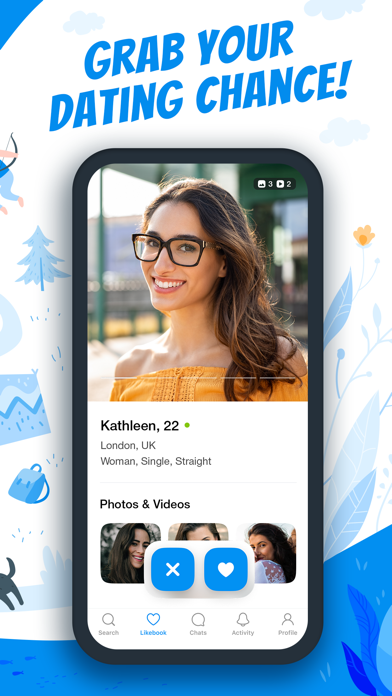 GRAB YOUR
DATING CHANCE!
3 2
Kathleen, 22
London, UK
Woman, Single, Straight
Photos & Videos
Search Likebook Chats Activity Profile